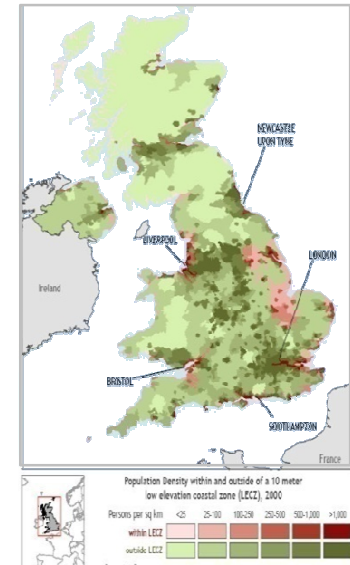 NEWCASTLE
UPON TYNE
LIVERPOOL
LONDON
Ireland
BRISTOL
SOUTHAMPTON
France
Population Density within and outside of a 10 meter
low elevation coastal zone (LECZ), 2000
Persons per sq km <25 25-100 100-250 250-500 500-1,000 >1,000
within LECZ
outside LECZ